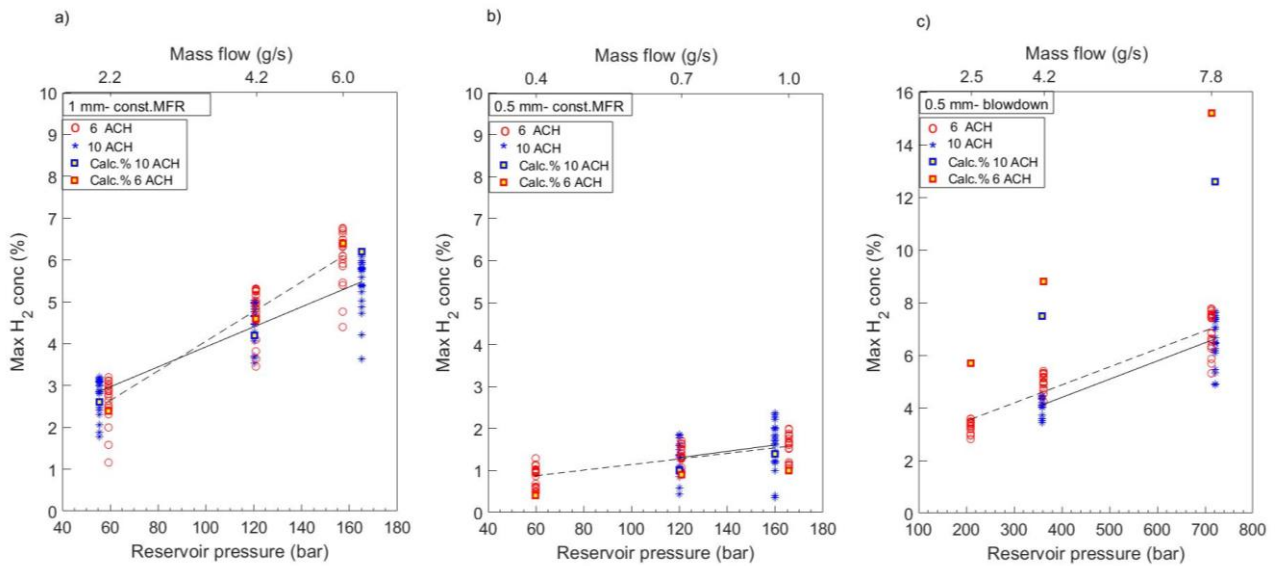 a)
Mass flow (g/s)
2.2 4.2 6.0
10
9
8
7
6
5
4
3
2
1
0
Max H2 conc (%)
1 mm- const.MFR
6 ACH
10 ACH
Calc.% 10 ACH
Calc.% 6 ACH
40 60 80 100 120 140 160 180
Reservoir pressure (bar)
b)
Mass flow (g/s)
0.4 0.7 1.0
10
9
8
7
6
5
4
3
2
1
0
Max H2 conc (%)
0.5 mm- const.MFR
6 ACH
10 ACH
Calc.% 10 ACH
Calc.% 6 ACH
40 60 80 100 120 140 160 180
Reservoir pressure (bar)
c)
Mass flow (g/s)
2.5 4.2 7.8
16
14
12
10
8
6
4
2
0
Max H2 conc (%)
0.5 mm- blowdown
6 ACH
10 ACH
Calc.% 10 ACH
Calc.% 6 ACH
100 200 300 400 500 600 700 800
Reservoir pressure (bar)